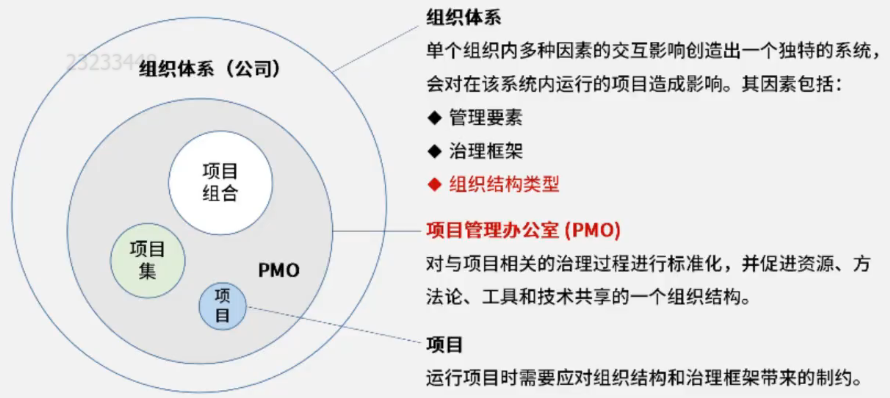 组织体系（公司）
项目
组合
项目
集
PMO
项
目
组织体系
单个组织内多种因素的交互影响创造出一个独特的系统，
会对在该系统内运行的项目造成影响。其因素包括：
◆ 管理要素
◆ 治理框架
◆ 组织结构类型
项目管理办公室 (PMO)
对与项目相关的治理过程进行标准化，并促进资源、方
法论、工具和技术共享的一个组织结构。
项目
运行项目时需要应对组织结构和治理框架带来的制约。